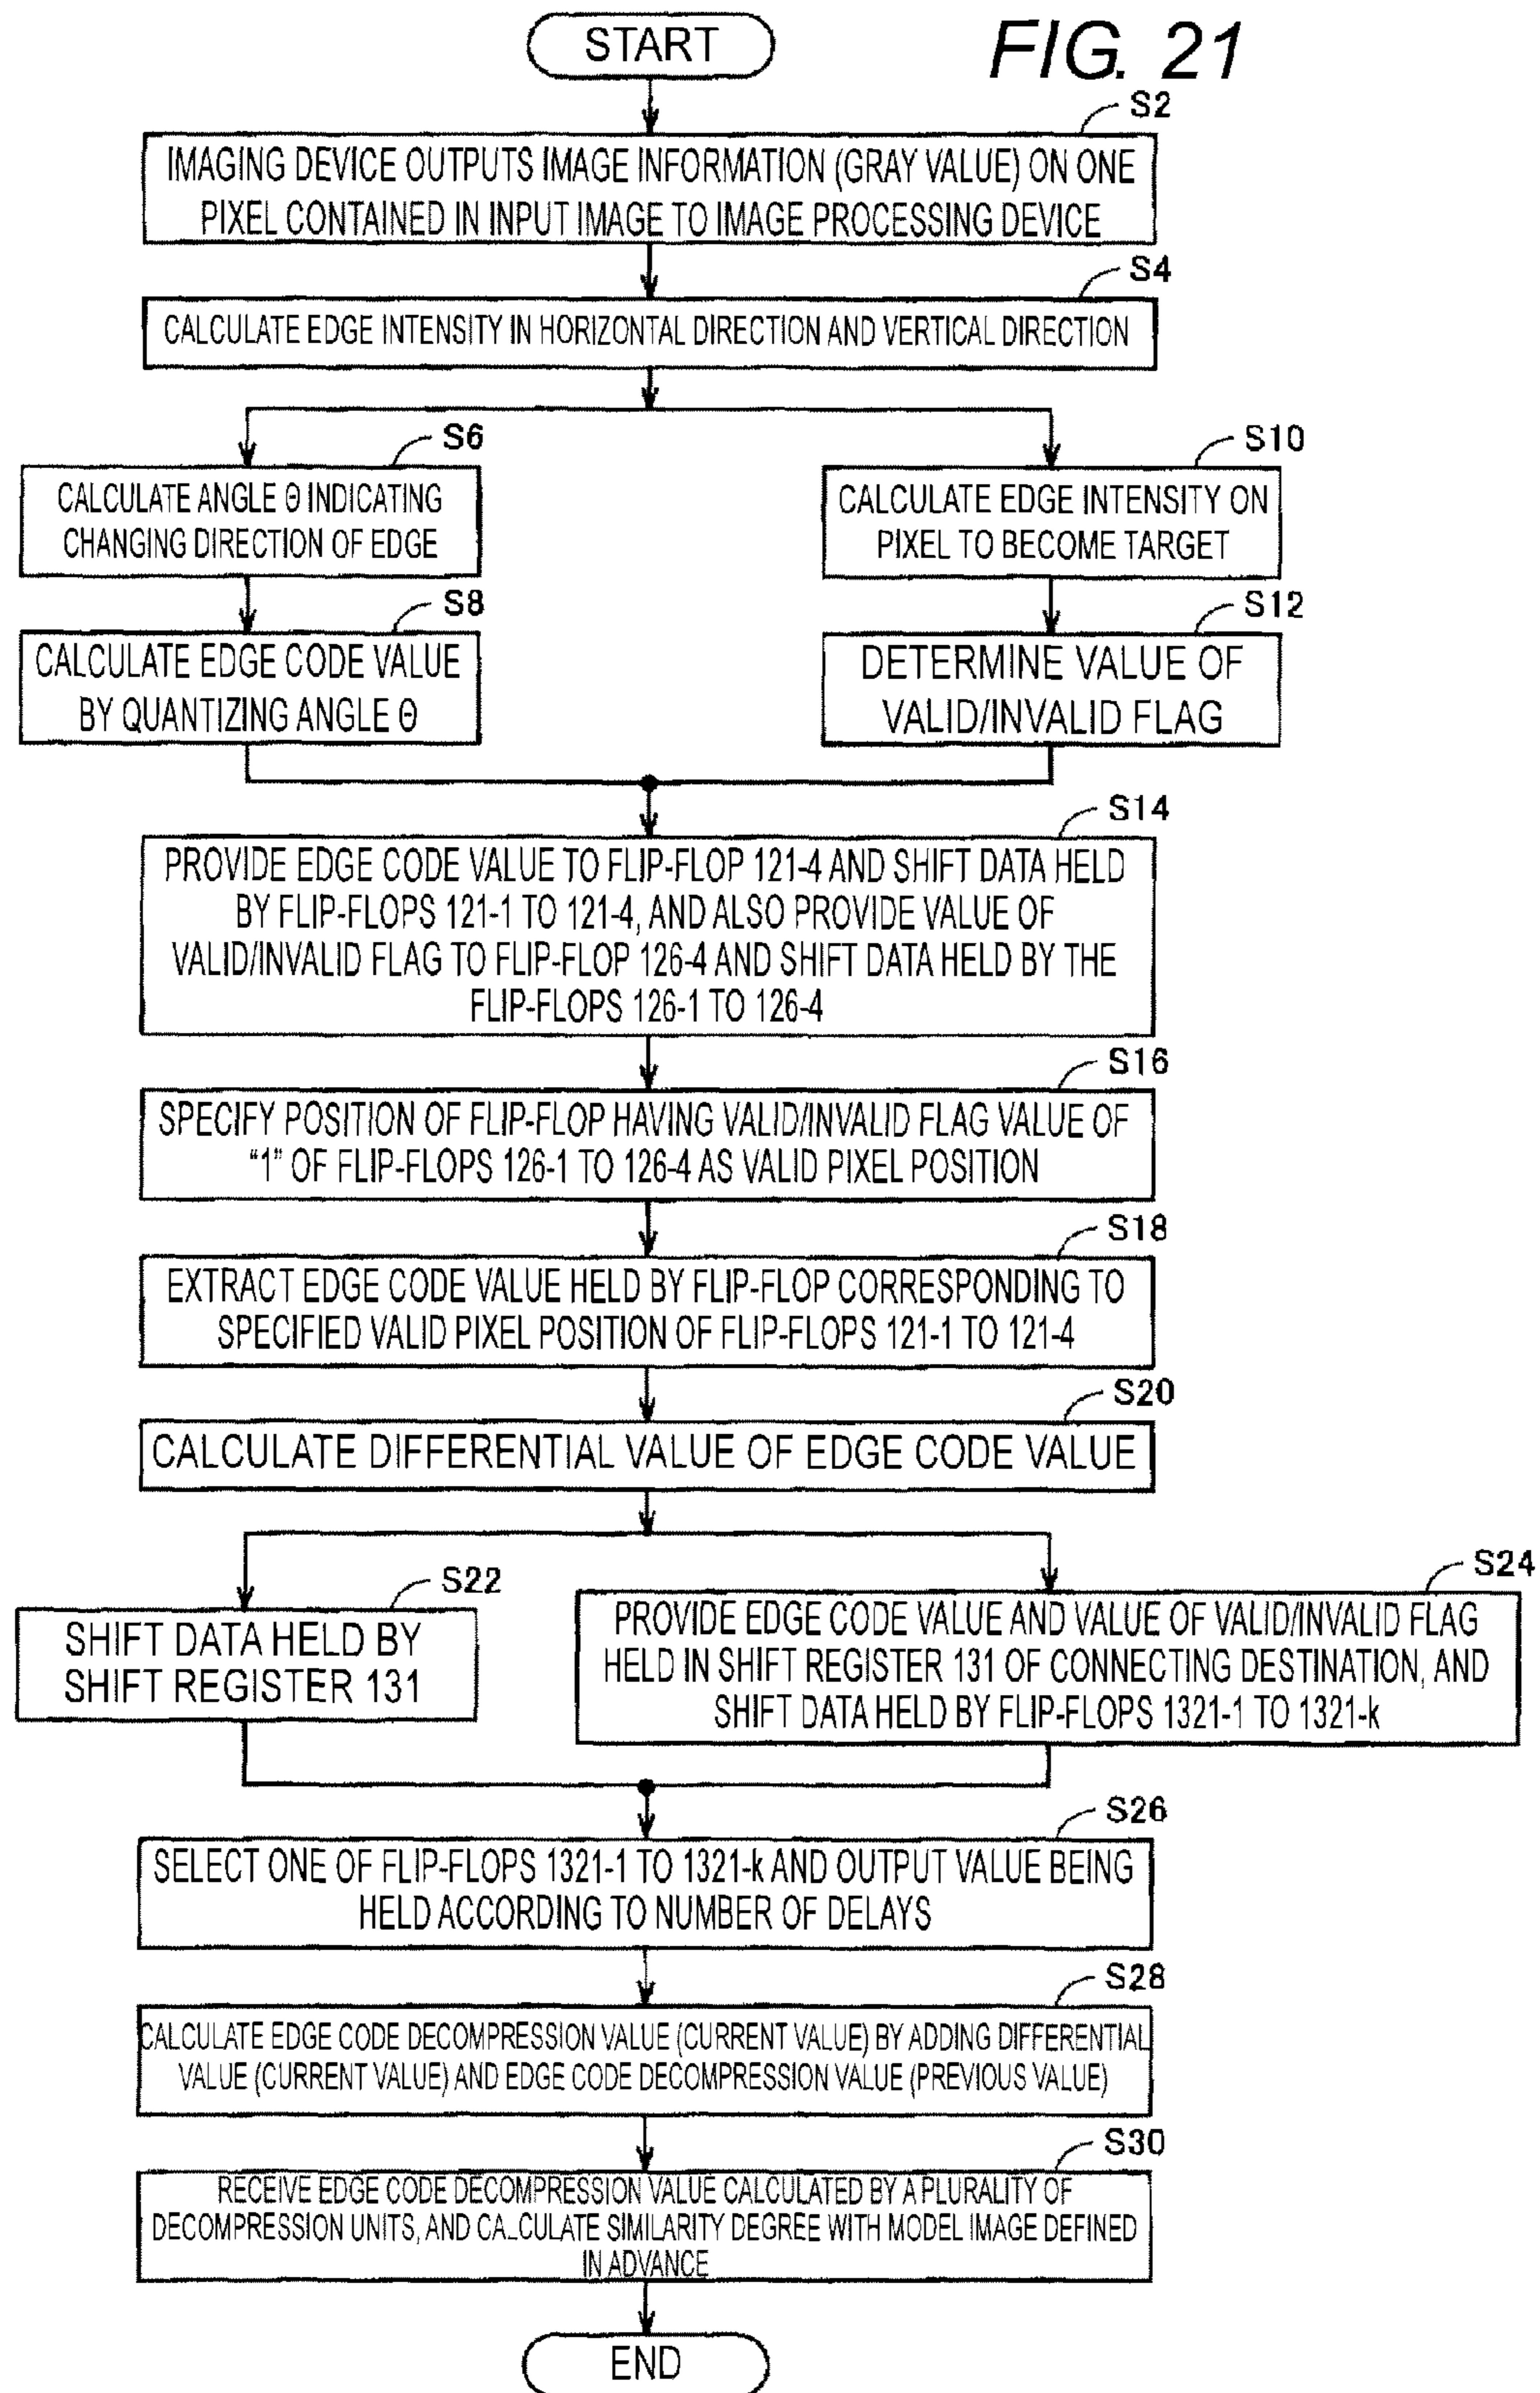 START
FIG. 21
S2
IMAGING DEVICE OUTPUTS IMAGE INFORMATION (GRAY VALUE) ON ONE
PIXEL CONTAINED IN INPUT IMAGE TO IMAGE PROCESSING DEVICE
S4
CALCULATE EDGE INTENSITY IN HORIZONTAL DIRECTION AND VERTICAL DIRECTION
S6
CALCULATE ANGLE Θ INDICATING
CHANGING DIRECTION OF EDGE
S10
CALCULATE EDGE INTENSITY ON
PIXEL TO BECOME TARGET
S8
CALCULATE EDGE CODE VALUE
BY QUANTIZING ANGLE Θ
S12
DETERMINE VALUE OF
VALID/INVALID FLAG
S14
PROVIDE EDGE CODE VALUE TO FLIP-FLOP 121-4 AND SHIFT DATA HELD
BY FLIP-FLOPS 121-1 TO 121-4, AND ALSO PROVIDE VALUE OF
VALID/INVALID FLAG TO FLIP-FLOP 126-4 AND SHIFT DATA HELD BY THE
FLIP-FLOPS 126-1 TO 126-4
S16
SPECIFY POSITION OF FLIP-FLOP HAVING VALID/INVALID FLAG VALUE OF
“1” OF FLIP-FLOPS 126-1 TO 126-4 AS VALID PIXEL POSITION
S18
EXTRACT EDGE CODE VALUE HELD BY FLIP-FLOP CORRESPONDING TO
SPECIFIED VALID PIXEL POSITION OF FLIP-FLOPS 121-1 TO 121-4
S20
CALCULATE DIFFERENTIAL VALUE OF EDGE CODE VALUE
S22
SHIFT DATA HELD BY
SHIFT REGISTER 131
S24
PROVIDE EDGE CODE VALUE AND VALUE OF VALID/INVALID FLAG
HELD IN SHIFT REGISTER 131 OF CONNECTING DESTINATION, AND
SHIFT DATA HELD BY FLIP-FLOPS 1321-1 TO 1321-k
S26
SELECT ONE OF FLIP-FLOPS 1321-1 TO 1321-k AND OUTPUT VALUE BEING
HELD ACCORDING TO NUMBER OF DELAYS
S28
CALCULATE EDGE CODE DECOMPRESSION VALUE (CURRENT VALUE) BY ADDING DIFFERENTIAL
VALUE (CURRENT VALUE) AND EDGE CODE DECOMPRESSION VALUE (PREVIOUS VALUE)
S30
RECEIVE EDGE CODE DECOMPRESSION VALUE CALCULATED BY A PLURALITY OF
DECOMPRESSION UNITS, AND CALCULATE SIMILARITY DEGREE WITH MODEL IMAGE DEFINED
IN ADVANCE
END